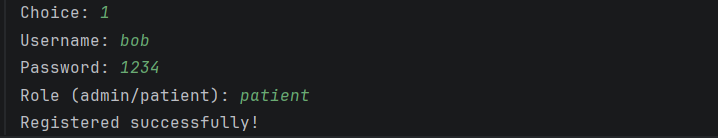 Choice: 1
Username: bob
Password: 1234
Role (admin/patient): patient
Registered successfully!